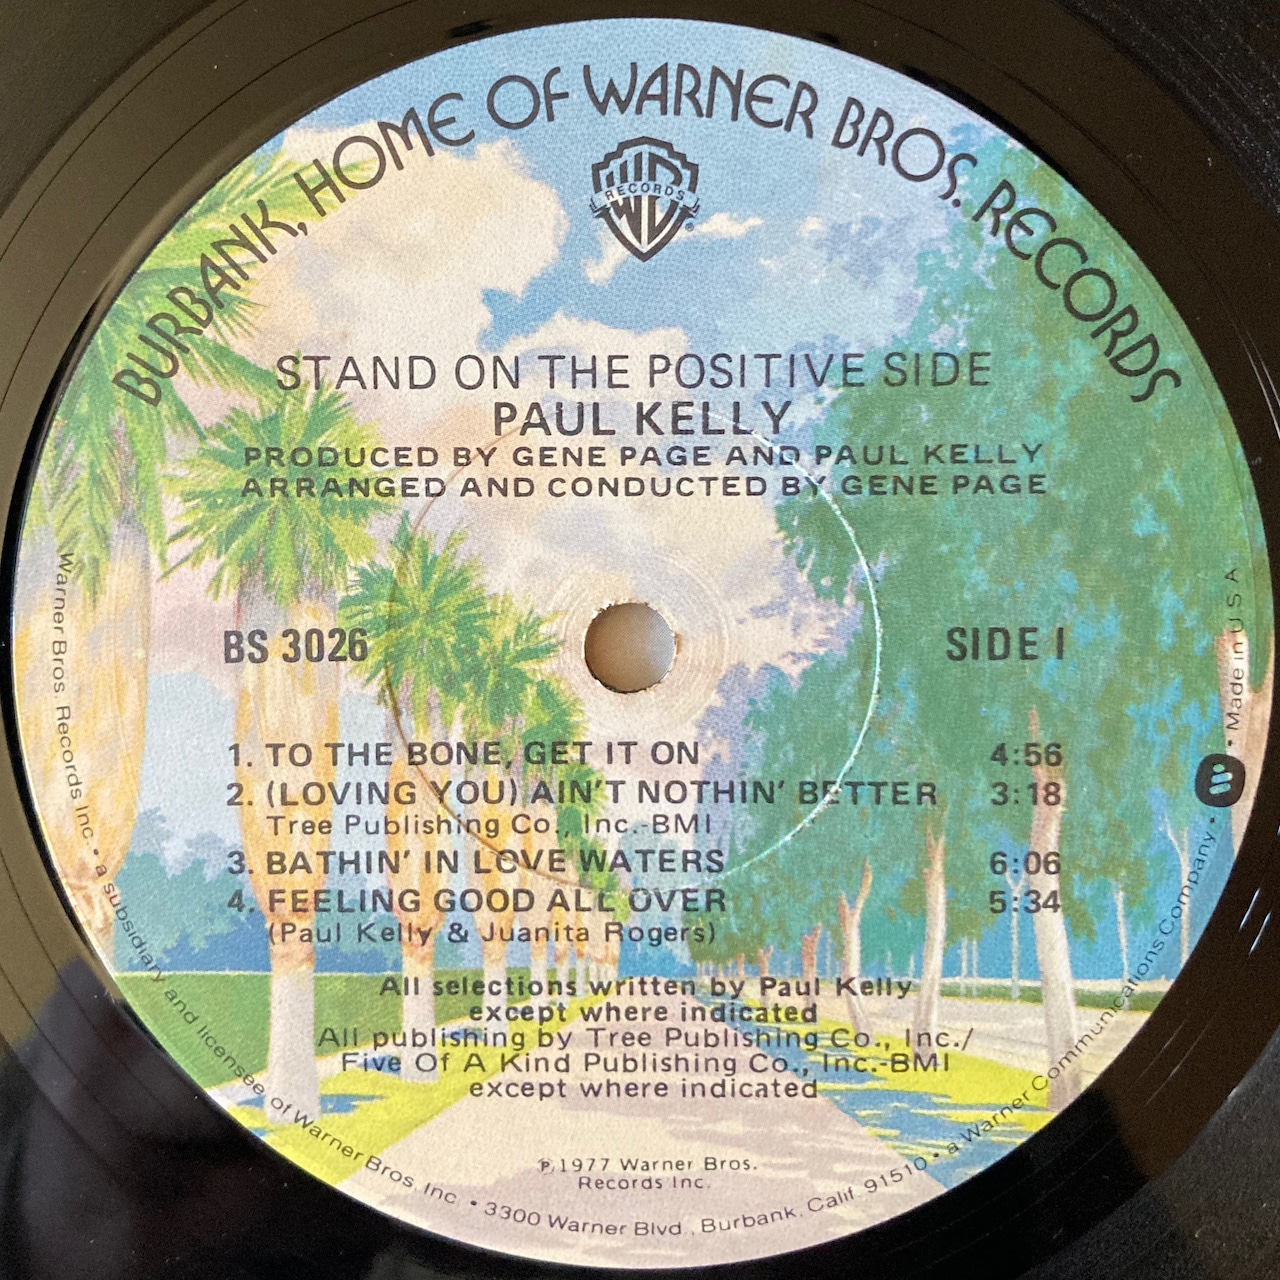 BURBANK, HOME OF WARNER BROS. RECORDS
RECORDS
®
STAND ON THE POSITIVE SIDE
PAUL KELLY
PRODUCED BY GENE PAGE AND PAUL KELLY
ARRANGED AND CONDUCTED BY GENE PAGE
BS 3026
SIDE I
1. TO THE BONE, GET IT ON 4:56
2. (LOVING YOU) AIN'T NOTHIN' BETTER 3:18
Tree Publishing Co., Inc.-BMI
3. BATHIN' IN LOVE WATERS 6:06
4. FEELING GOOD ALL OVER 5:34
(Paul Kelly & Juanita Rogers)
All selections written by Paul Kelly
except where indicated
All publishing by Tree Publishing Co., Inc./
Five Of A Kind Publishing Co., Inc.-BMI
except where indicated
℗1977 Warner Bros.
Records Inc.
Warner Bros. Records Inc. • a subsidiary and licensee of Warner Bros. Inc. • 3300 Warner Blvd., Burbank, Calif. 91510 • a Warner Communications Company • Made in U.S.A